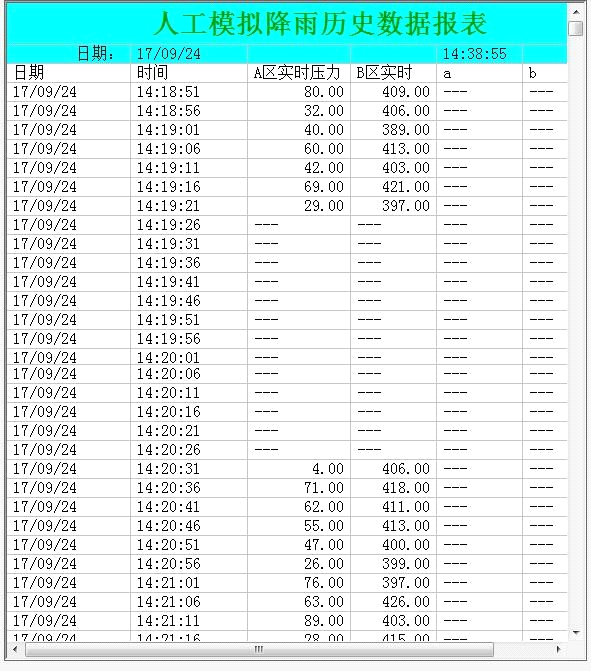 人工模拟降雨历史数据报表
日期： 17/09/24 14:38:55
日期 时间 A区实时压力 B区实时 a b
17/09/24 14:18:51 80.00 409.00 --- ---
17/09/24 14:18:56 32.00 406.00 --- ---
17/09/24 14:19:01 40.00 389.00 --- ---
17/09/24 14:19:06 60.00 413.00 --- ---
17/09/24 14:19:11 42.00 403.00 --- ---
17/09/24 14:19:16 69.00 421.00 --- ---
17/09/24 14:19:21 29.00 397.00 --- ---
17/09/24 14:19:26 --- --- --- ---
17/09/24 14:19:31 --- --- --- ---
17/09/24 14:19:36 --- --- --- ---
17/09/24 14:19:41 --- --- --- ---
17/09/24 14:19:46 --- --- --- ---
17/09/24 14:19:51 --- --- --- ---
17/09/24 14:19:56 --- --- --- ---
17/09/24 14:20:01 --- --- --- ---
17/09/24 14:20:06 --- --- --- ---
17/09/24 14:20:11 --- --- --- ---
17/09/24 14:20:16 --- --- --- ---
17/09/24 14:20:21 --- --- --- ---
17/09/24 14:20:26 --- --- --- ---
17/09/24 14:20:31 4.00 406.00 --- ---
17/09/24 14:20:36 71.00 418.00 --- ---
17/09/24 14:20:41 62.00 411.00 --- ---
17/09/24 14:20:46 55.00 413.00 --- ---
17/09/24 14:20:51 47.00 400.00 --- ---
17/09/24 14:20:56 26.00 399.00 --- ---
17/09/24 14:21:01 76.00 397.00 --- ---
17/09/24 14:21:06 63.00 426.00 --- ---
17/09/24 14:21:11 89.00 403.00 --- ---
17/09/24 14:21:16 28.00 415.00 --- ---